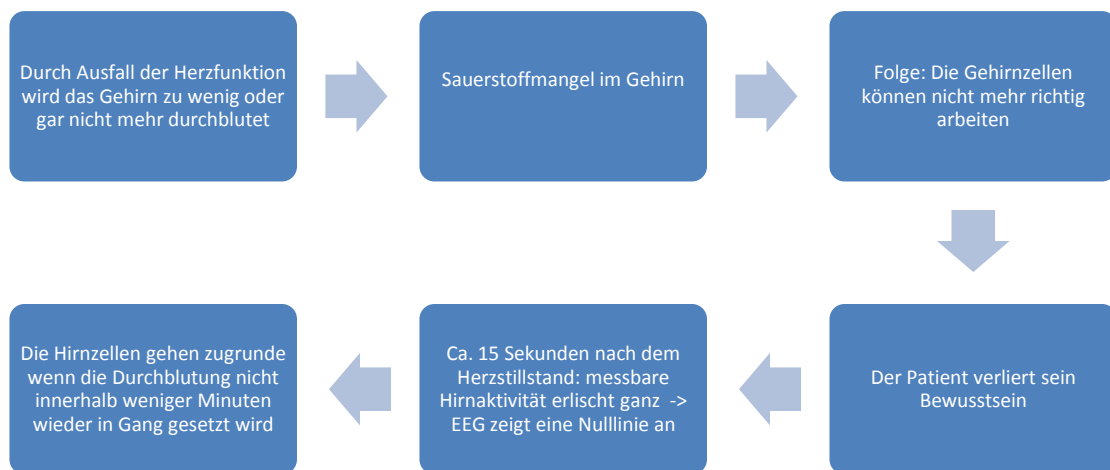 Durch Ausfall der Herzfunktion
wird das Gehirn zu wenig oder
gar nicht mehr durchblutet
Sauerstoffmangel im Gehirn
Folge: Die Gehirnzellen
können nicht mehr richtig
arbeiten
Der Patient verliert sein
Bewusstsein
Ca. 15 Sekunden nach dem
Herzstillstand: messbare
Hirnaktivität erlischt ganz ->
EEG zeigt eine Nulllinie an
Die Hirnzellen gehen zugrunde
wenn die Durchblutung nicht
innerhalb weniger Minuten
wieder in Gang gesetzt wird